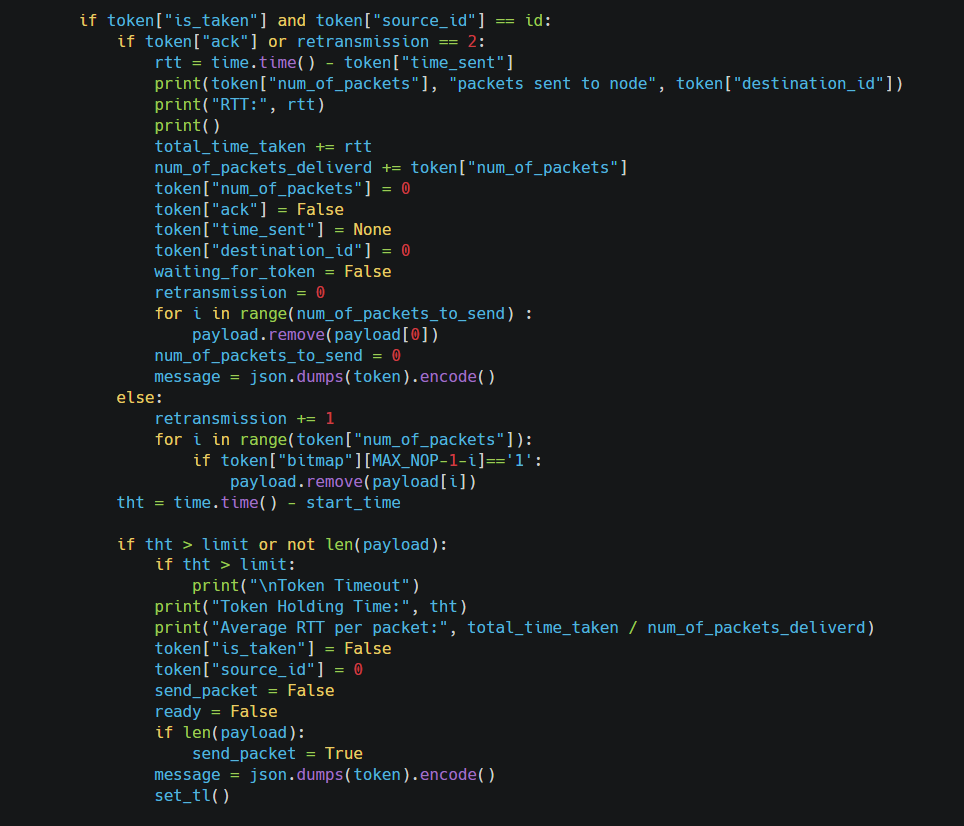 if token["is_taken"] and token["source_id"] == id:
if token["ack"] or retransmission == 2:
rtt = time.time() - token["time_sent"]
print(token["num_of_packets"], "packets sent to node", token["destination_id"])
print("RTT:", rtt)
print()
total_time_taken += rtt
num_of_packets_deliverd += token["num_of_packets"]
token["num_of_packets"] = 0
token["ack"] = False
token["time_sent"] = None
token["destination_id"] = 0
waiting_for_token = False
retransmission = 0
for i in range(num_of_packets_to_send) :
payload.remove(payload[0])
num_of_packets_to_send = 0
message = json.dumps(token).encode()
else:
retransmission += 1
for i in range(token["num_of_packets"]):
if token["bitmap"][MAX_NOP-1-i]=='1':
payload.remove(payload[i])
tht = time.time() - start_time
if tht > limit or not len(payload):
if tht > limit:
print("\nToken Timeout")
print("Token Holding Time:", tht)
print("Average RTT per packet:", total_time_taken / num_of_packets_deliverd)
token["is_taken"] = False
token["source_id"] = 0
send_packet = False
ready = False
if len(payload):
send_packet = True
message = json.dumps(token).encode()
set_tl()